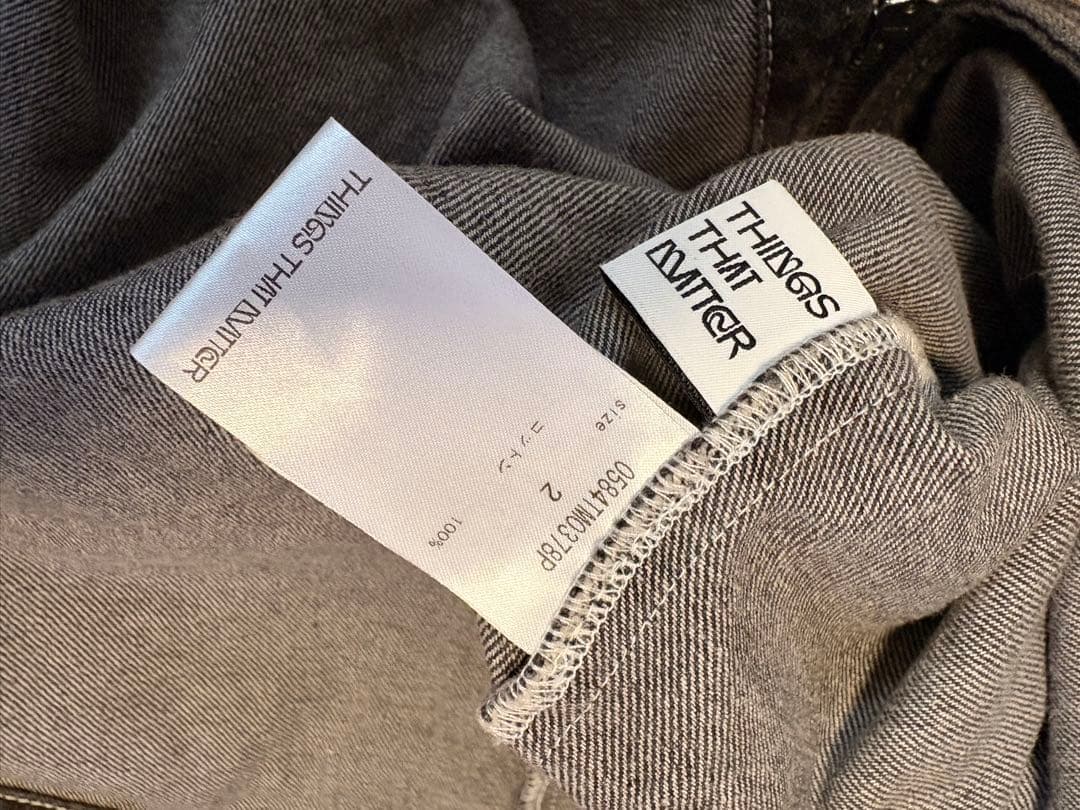 THINGS THAT MATTER
0584TM0378P
size 2
コットン 100%
THINGS
THAT
MATTER